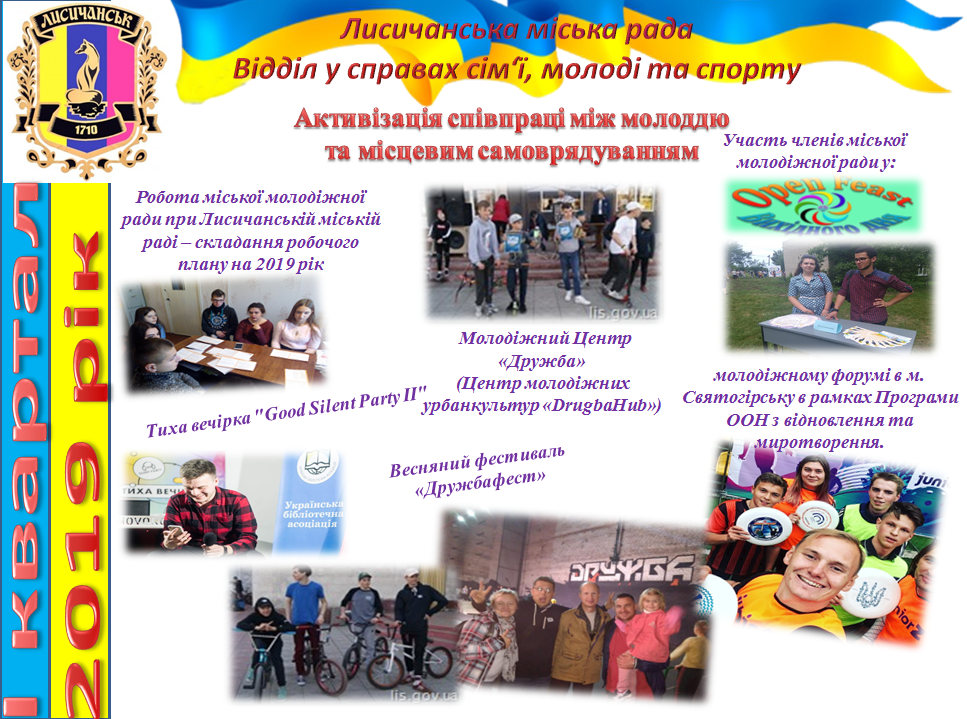 ЛИСИЧАНСЬК
1710
Лисичанська міська рада
Відділ у справах сім‘ї, молоді та спорту
Активізація співпраці між молоддю
та місцевим самоврядуванням
I квартал
2019 рік
Робота міської молодіжної
ради при Лисичанській міській
раді – складання робочого
плану на 2019 рік
lis.gov.ua
Молодіжний Центр
«Дружба»
(Центр молодіжних
урбанкультур «DrugbaHub»)
Участь членів міської
молодіжної ради у:
Open Feast
Вихідного дня
молодіжному форумі в м.
Святогірську в рамках Програми
ООН з відновлення та
миротворення.
Тиха вечірка "Good Silent Party II"
ТИХА ВЕЧІ
Українська
бібліотечна
асоціація
Весняний фестиваль
«Дружбафест»
ДРУЖБА
lis.gov.ua
junior